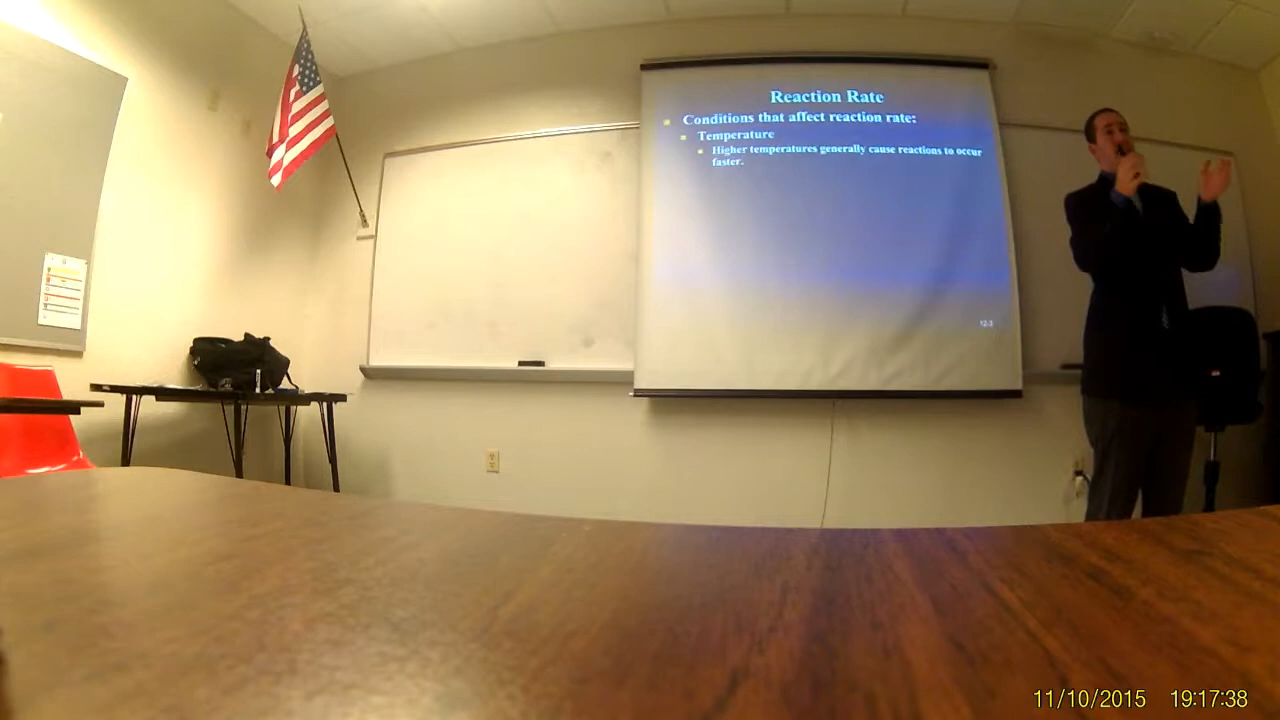 Reaction Rate
Conditions that affect reaction rate:
Temperature
Higher temperatures generally cause reactions to occur
faster.
12-3
11/10/2015 19:17:38